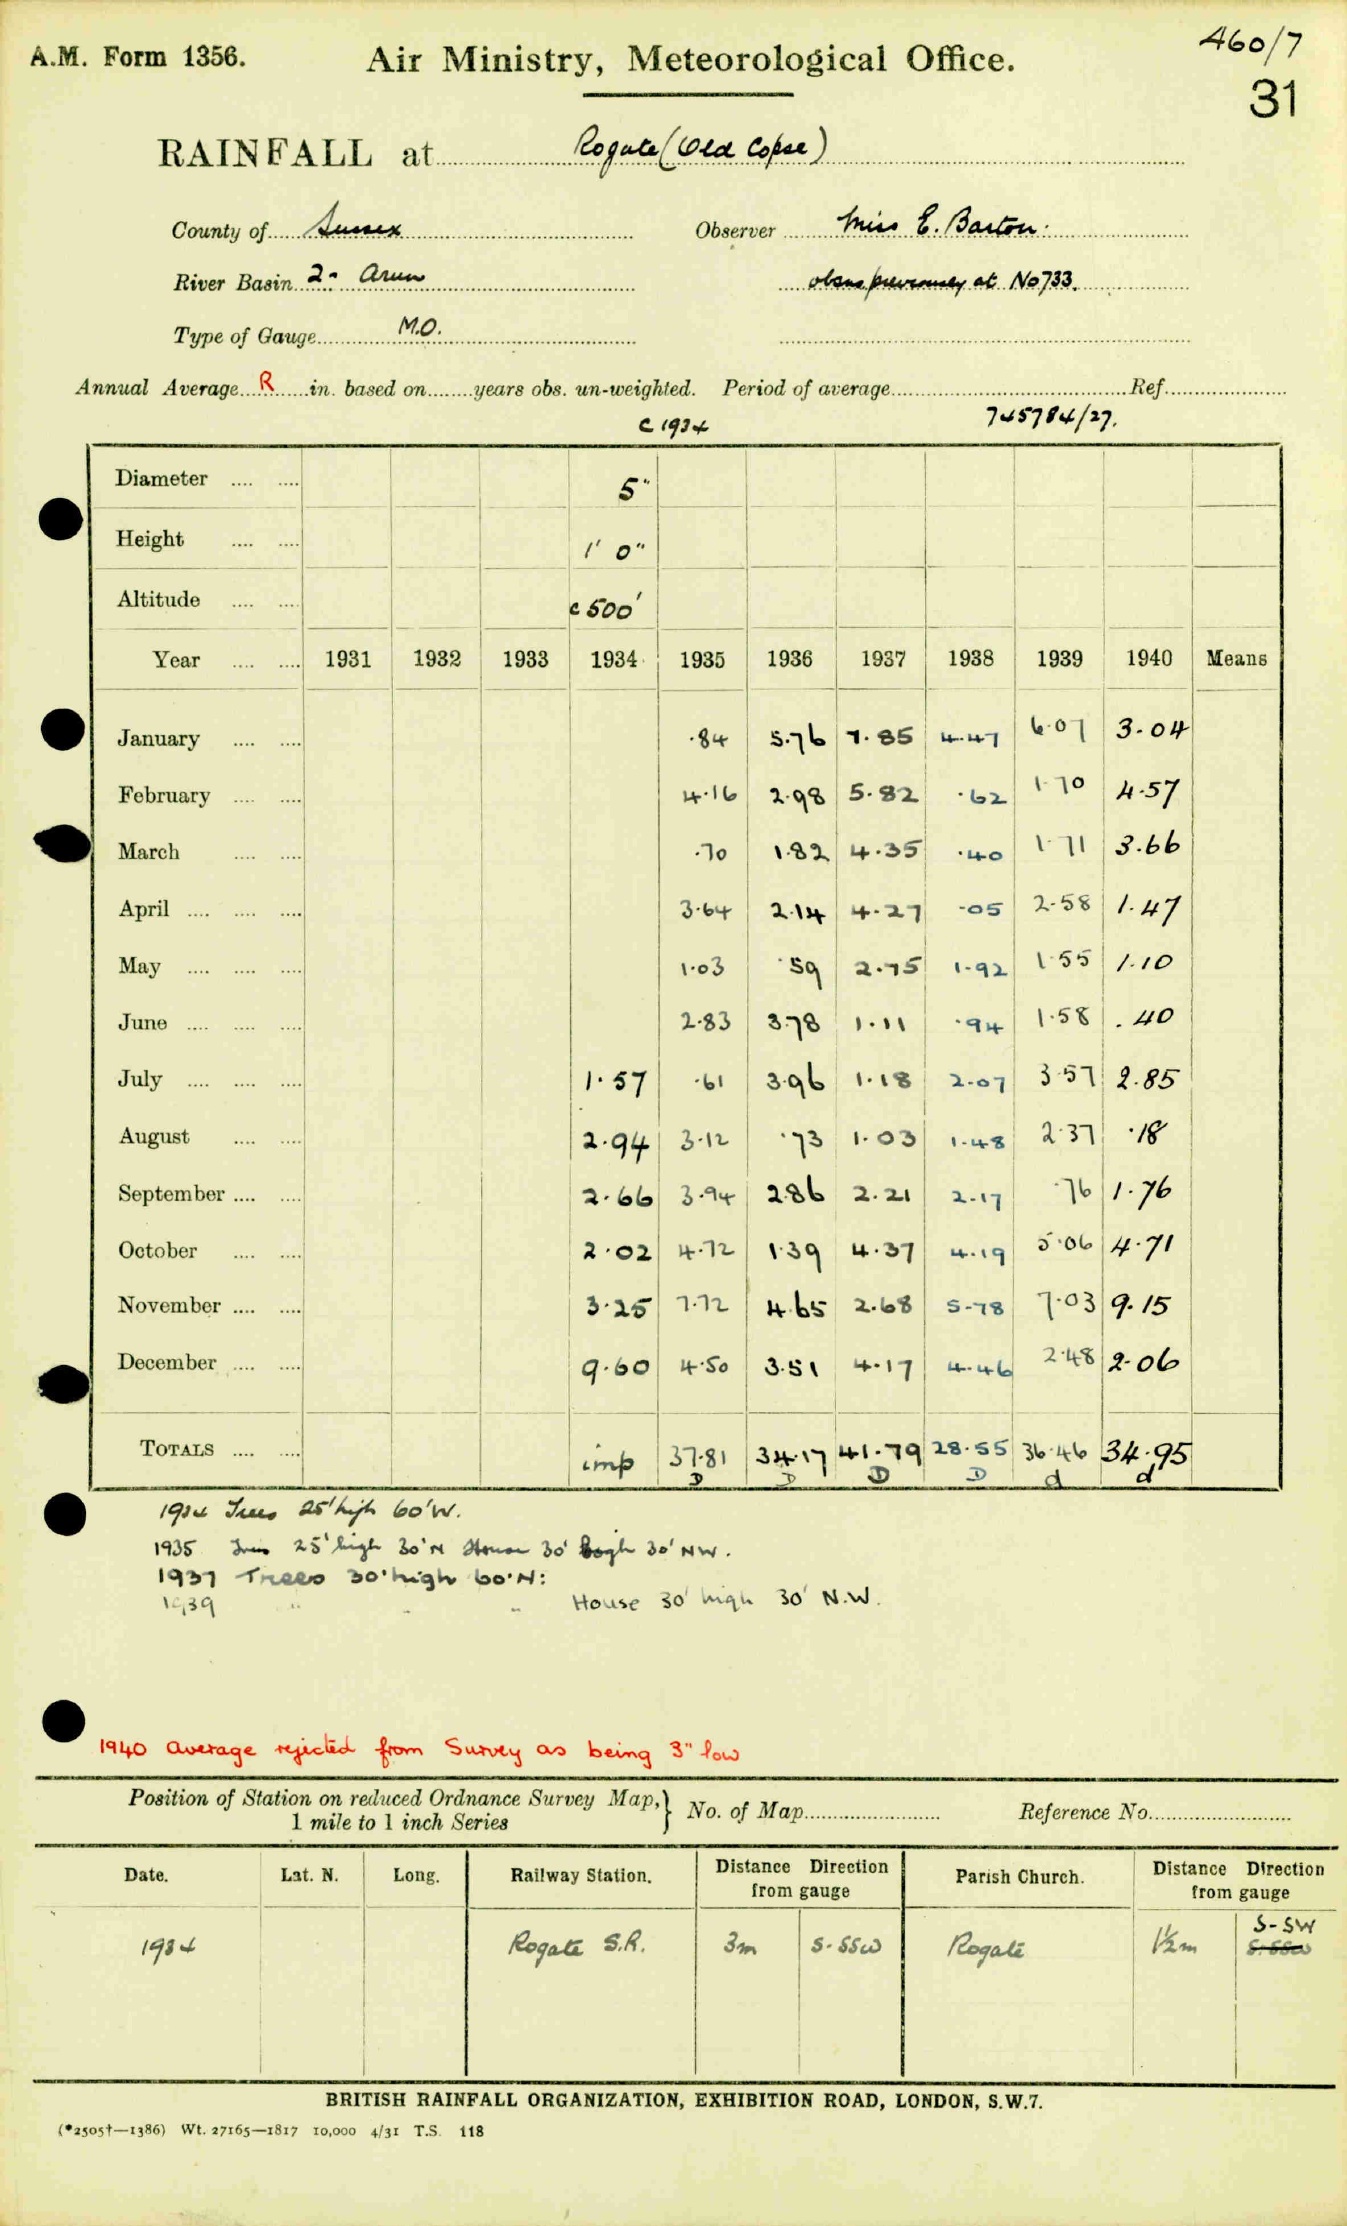 460/7
A.M. Form 1356. Air Ministry, Meteorological Office.
31
RAINFALL at Rogate (Old Copse)
County of Sussex Observer Miss E. Barton.
River Basin 2. Arun obsns previously at No 733.
Type of Gauge M.O.
Annual Average R in. based on years obs. un-weighted. Period of average Ref.
c 1934 745784/27.
Diameter 5"
Height 1' 0"
Altitude c 500'
Year 1931 1932 1933 1934 1935 1936 1937 1938 1939 1940 Means
January .84 5.76 7.85 4.47 6.07 3.04
February 4.16 2.98 5.82 .62 1.70 4.57
March .70 1.82 4.35 .40 1.71 3.66
April 3.64 2.14 4.27 .05 2.58 1.47
May 1.03 .59 2.75 1.92 1.55 1.10
June 2.83 3.78 1.11 .94 1.58 .40
July 1.57 .61 3.96 1.18 2.07 3.57 2.85
August 2.94 3.12 .73 1.03 1.48 2.37 .18
September 2.66 3.94 2.86 2.21 2.17 .76 1.76
October 2.02 4.72 1.39 4.37 4.19 5.06 4.71
November 3.25 7.72 4.65 2.68 5.78 7.03 9.15
December 9.60 4.50 3.51 4.17 4.46 2.48 2.06
TOTALS imp 37.81 34.17 41.79 28.55 36.46 34.95
D D D D d d
1934 Trees 25' high 60' W.
1935 Trees 25' high 30' N House 30' high 30' NW.
1937 Trees 30' high 60' N:
1939 " " " House 30' high 30' N.W.
1940 average rejected from Survey as being 3" low
Position of Station on reduced Ordnance Survey Map, 1 mile to 1 inch Series } No. of Map Reference No.
Date. Lat. N. Long. Railway Station. Distance Direction from gauge Parish Church. Distance Direction from gauge
S-SW
1934 Rogate S.R. 3m S-SSW Rogate 1½m S-SSW
BRITISH RAINFALL ORGANIZATION, EXHIBITION ROAD, LONDON, S.W.7.
(*2505†—1386) Wt. 27165—1817 10,000 4/31 T.S. 118